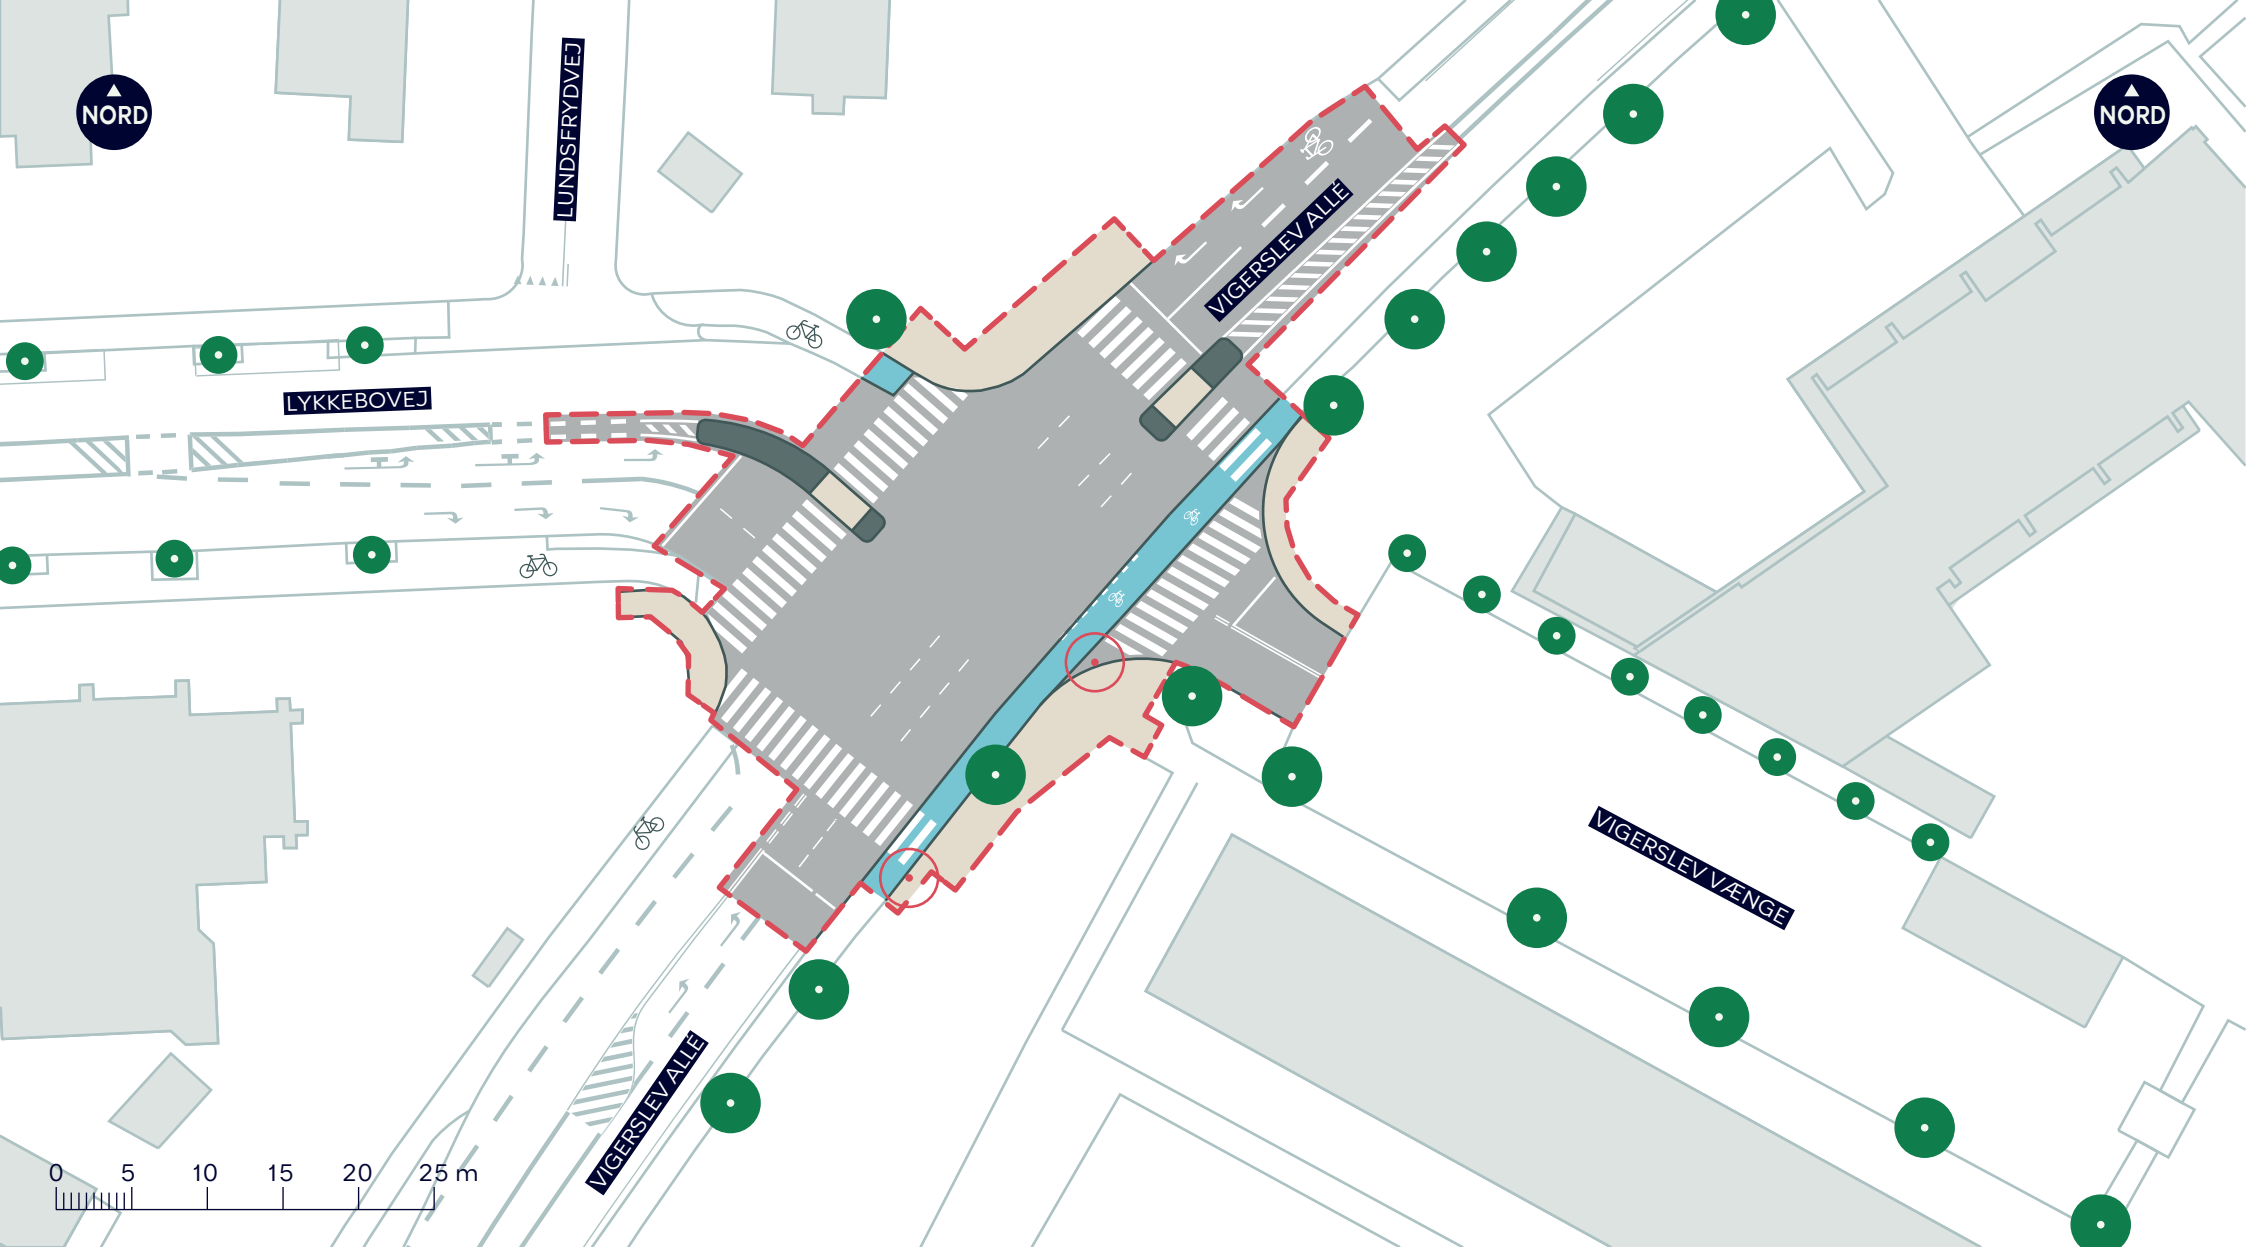 NORD
LUNDSFRYDVEJ
NORD
VIGERSLEV ALLÉ
LYKKEBOVEJ
VIGERSLEV VÆNGE
VIGERSLEV ALLÉ
0 5 10 15 20 25 m